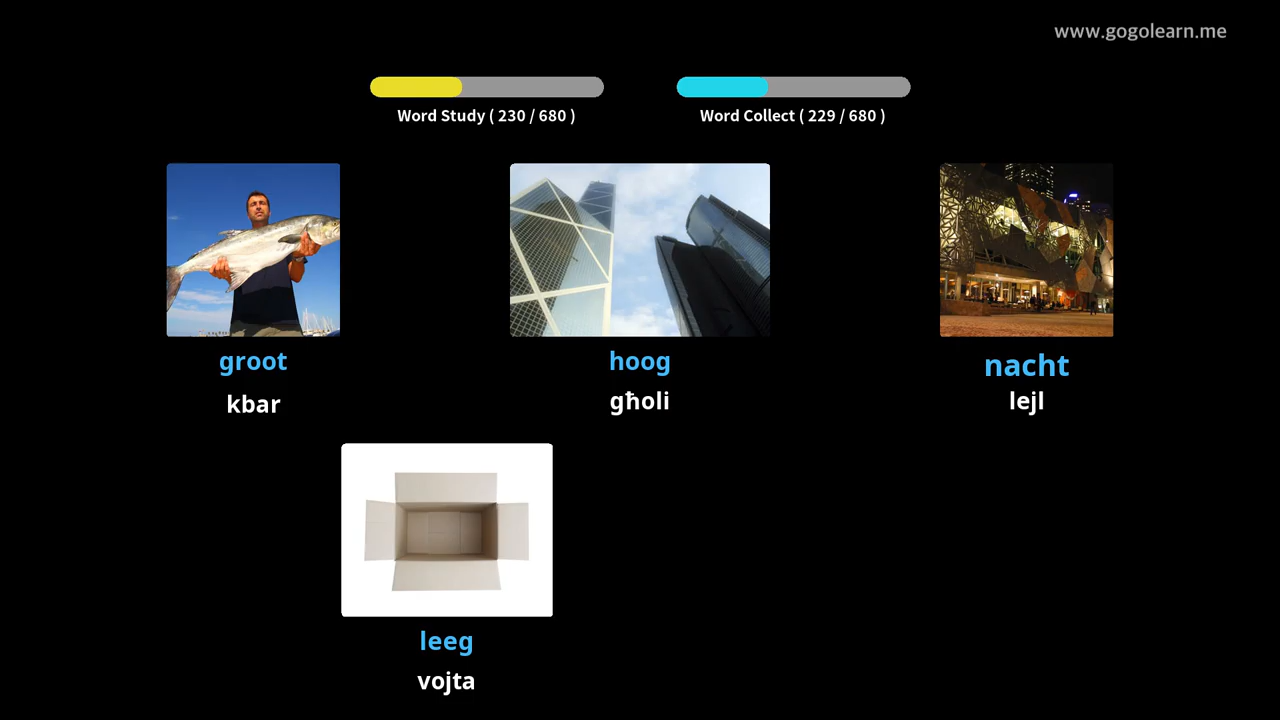 www.gogolearn.me
Word Study ( 230 / 680 )
Word Collect ( 229 / 680 )
groot
kbar
hoog
għoli
nacht
lejl
leeg
vojta